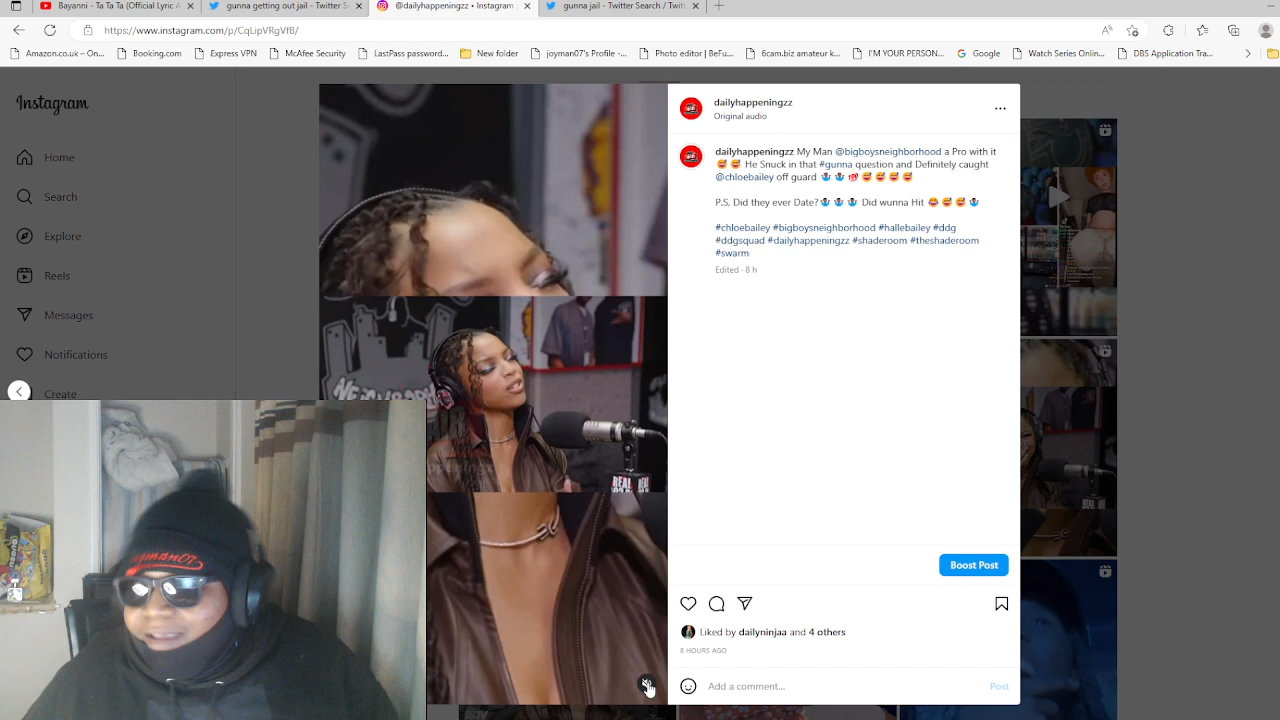 Bayanni - Ta Ta Ta (Official Lyric
gunna getting out jail - Twitter S
@dailyhappeningzz • Instagram
gunna jail - Twitter Search / Twitt
https://www.instagram.com/p/CqLipVRgVfB/
Amazon.co.uk – On...
Booking.com
Express VPN
McAfee Security
LastPass password...
New folder
joyman07's Profile -...
Photo editor | 8Fu...
6cam.biz amateur k...
I'M YOUR PERSON...
Google
Watch Series Online...
DBS Application Tra...
Instagram
Home
Search
Explore
Reels
Messages
Notifications
Create
dailyhappeningzz
Original audio
dailyhappeningzz My Man @bigboysneighborhood a Pro with it
😅 😅 He Snuck in that #gunna question and Definitely caught
@chloebailey off guard 🤷‍♂️ 🤷‍♂️ 💯 😅 😅 😅 😅
P.S, Did they ever Date?🤷‍♂️ 🤷‍♂️ 🤷‍♂️ Did wunna Hit 😂 😅 😅 🤷‍♂️
#chloebailey #bigboysneighborhood #hallebailey #ddg
#ddgsquad #dailyhappeningzz #shaderoom #theshaderoom
#swarm
Edited · 8 h
Boost Post
Liked by dailyninjaa and 4 others
8 HOURS AGO
Add a comment...
Post
REAL
joyman07